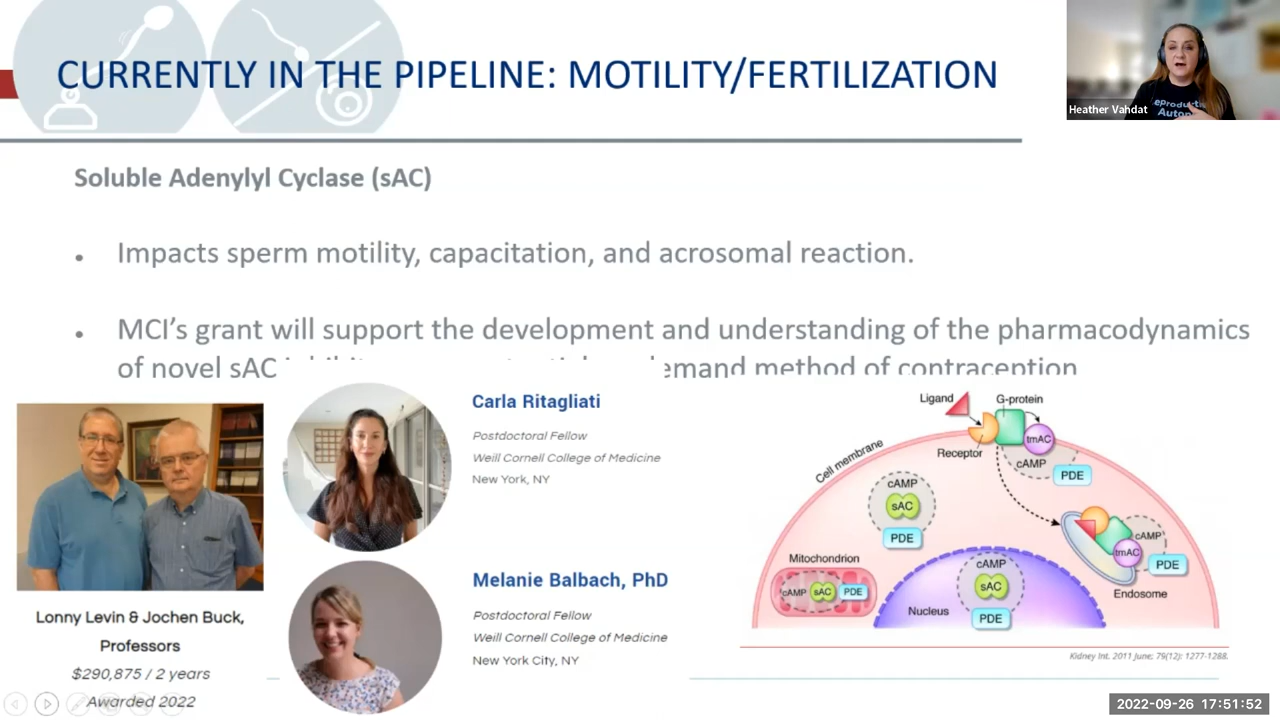 CURRENTLY IN THE PIPELINE: MOTILITY/FERTILIZATION
Heather Vahdat
Soluble Adenylyl Cyclase (sAC)
• Impacts sperm motility, capacitation, and acrosomal reaction.
• MCI's grant will support the development and understanding of the pharmacodynamics
of novel sAC method of contraception
Lonny Levin & Jochen Buck,
Professors
$290,875 / 2 years
Awarded 2022
Carla Ritagliati
Postdoctoral Fellow
Weill Cornell College of Medicine
New York, NY
Melanie Balbach, PhD
Postdoctoral Fellow
Weill Cornell College of Medicine
New York City, NY
Ligand
G-protein
tmAC
Receptor
cAMP
PDE
Cell membrane
cAMP
sAC
PDE
cAMP
tmAC
PDE
Endosome
Mitochondrion
cAMP sAC PDE
Nucleus
cAMP
sAC
PDE
Kidney Int. 2011 June; 79(12): 1277-1288.
2022-09-26 17:51:52